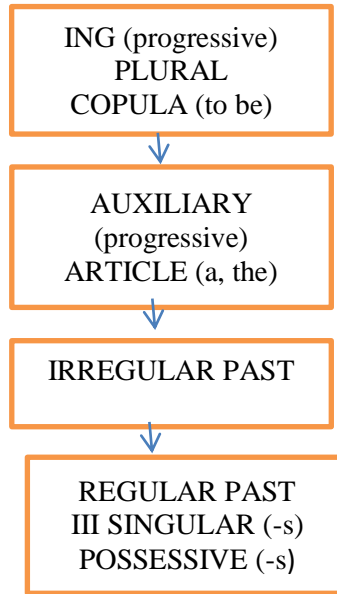 ING (progressive)
PLURAL
COPULA (to be)
AUXILIARY
(progressive)
ARTICLE (a, the)
IRREGULAR PAST
REGULAR PAST
III SINGULAR (-s)
POSSESSIVE (-s)